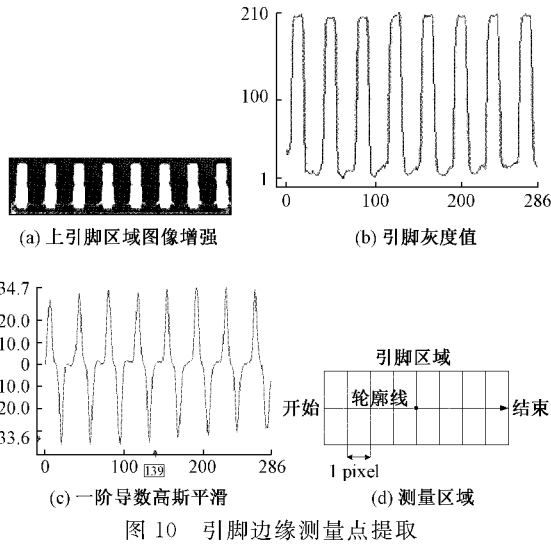 210
100
1
0 100 200 286
(a) 上引脚区域图像增强
(b) 引脚灰度值
34.7
20.0
10.0
0
10.0
20.0
33.6
0 100 139 200 286
(c) 一阶导数高斯平滑
引脚区域
开始 轮廓线 结束
1 pixel
(d) 测量区域
图 10 引脚边缘测量点提取